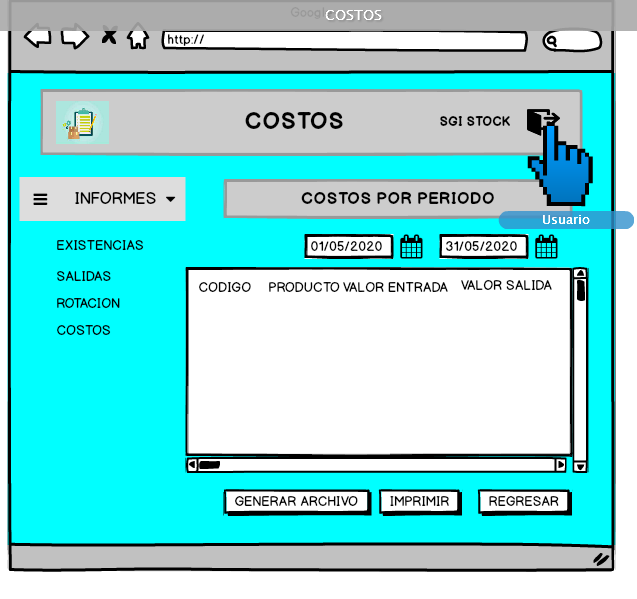 Googl
COSTOS
http://
COSTOS
SGI STOCK
INFORMES
COSTOS POR PERIODO
Usuario
EXISTENCIAS
01/05/2020
31/05/2020
SALIDAS
ROTACION
COSTOS
CODIGO PRODUCTO VALOR ENTRADA VALOR SALIDA
GENERAR ARCHIVO
IMPRIMIR
REGRESAR